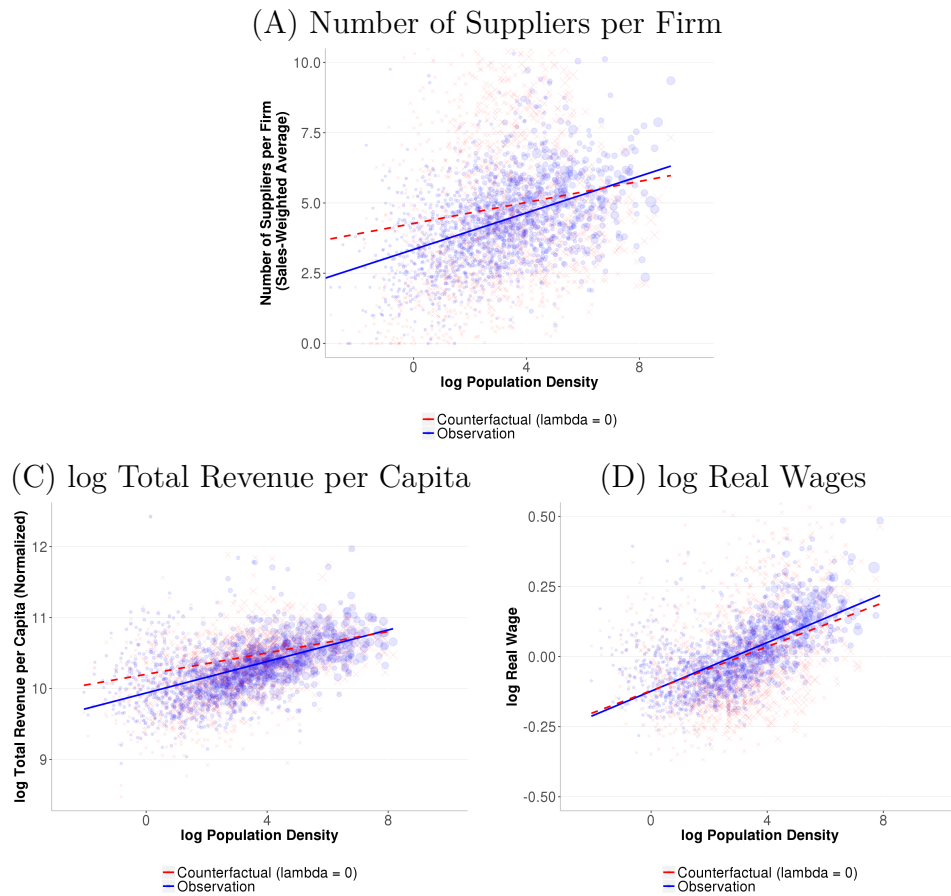 (A) Number of Suppliers per Firm
Number of Suppliers per Firm
(Sales-Weighted Average)
10.0
7.5
5.0
2.5
0.0
0 4 8
log Population Density
Counterfactual (lambda = 0)
Observation
(C) log Total Revenue per Capita
log Total Revenue per Capita (Normalized)
12
11
10
9
0 4 8
log Population Density
Counterfactual (lambda = 0)
Observation
(D) log Real Wages
log Real Wage
0.50
0.25
0.00
-0.25
-0.50
0 4 8
log Population Density
Counterfactual (lambda = 0)
Observation